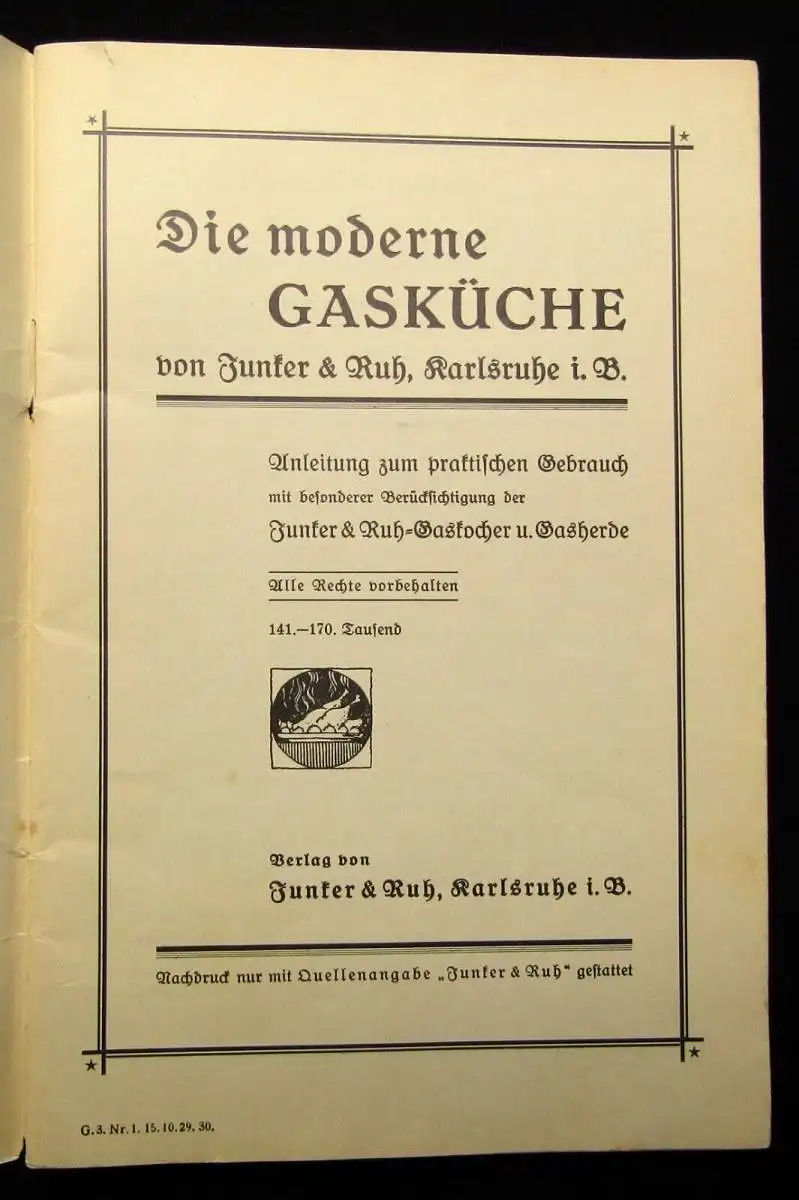 Die moderne
GASKÜCHE
von Junker & Ruh, Karlsruhe i. B.
Anleitung zum praktischen Gebrauch
mit besonderer Berücksichtigung der
Junker & Ruh-Gaskocher u. Gasherde
Alle Rechte vorbehalten
141.—170. Tausend
Verlag von
Junker & Ruh, Karlsruhe i. B.
Nachdruck nur mit Quellenangabe „Junker & Ruh“ gestattet
G. 3. Nr. 1. 15. 10. 29. 30.